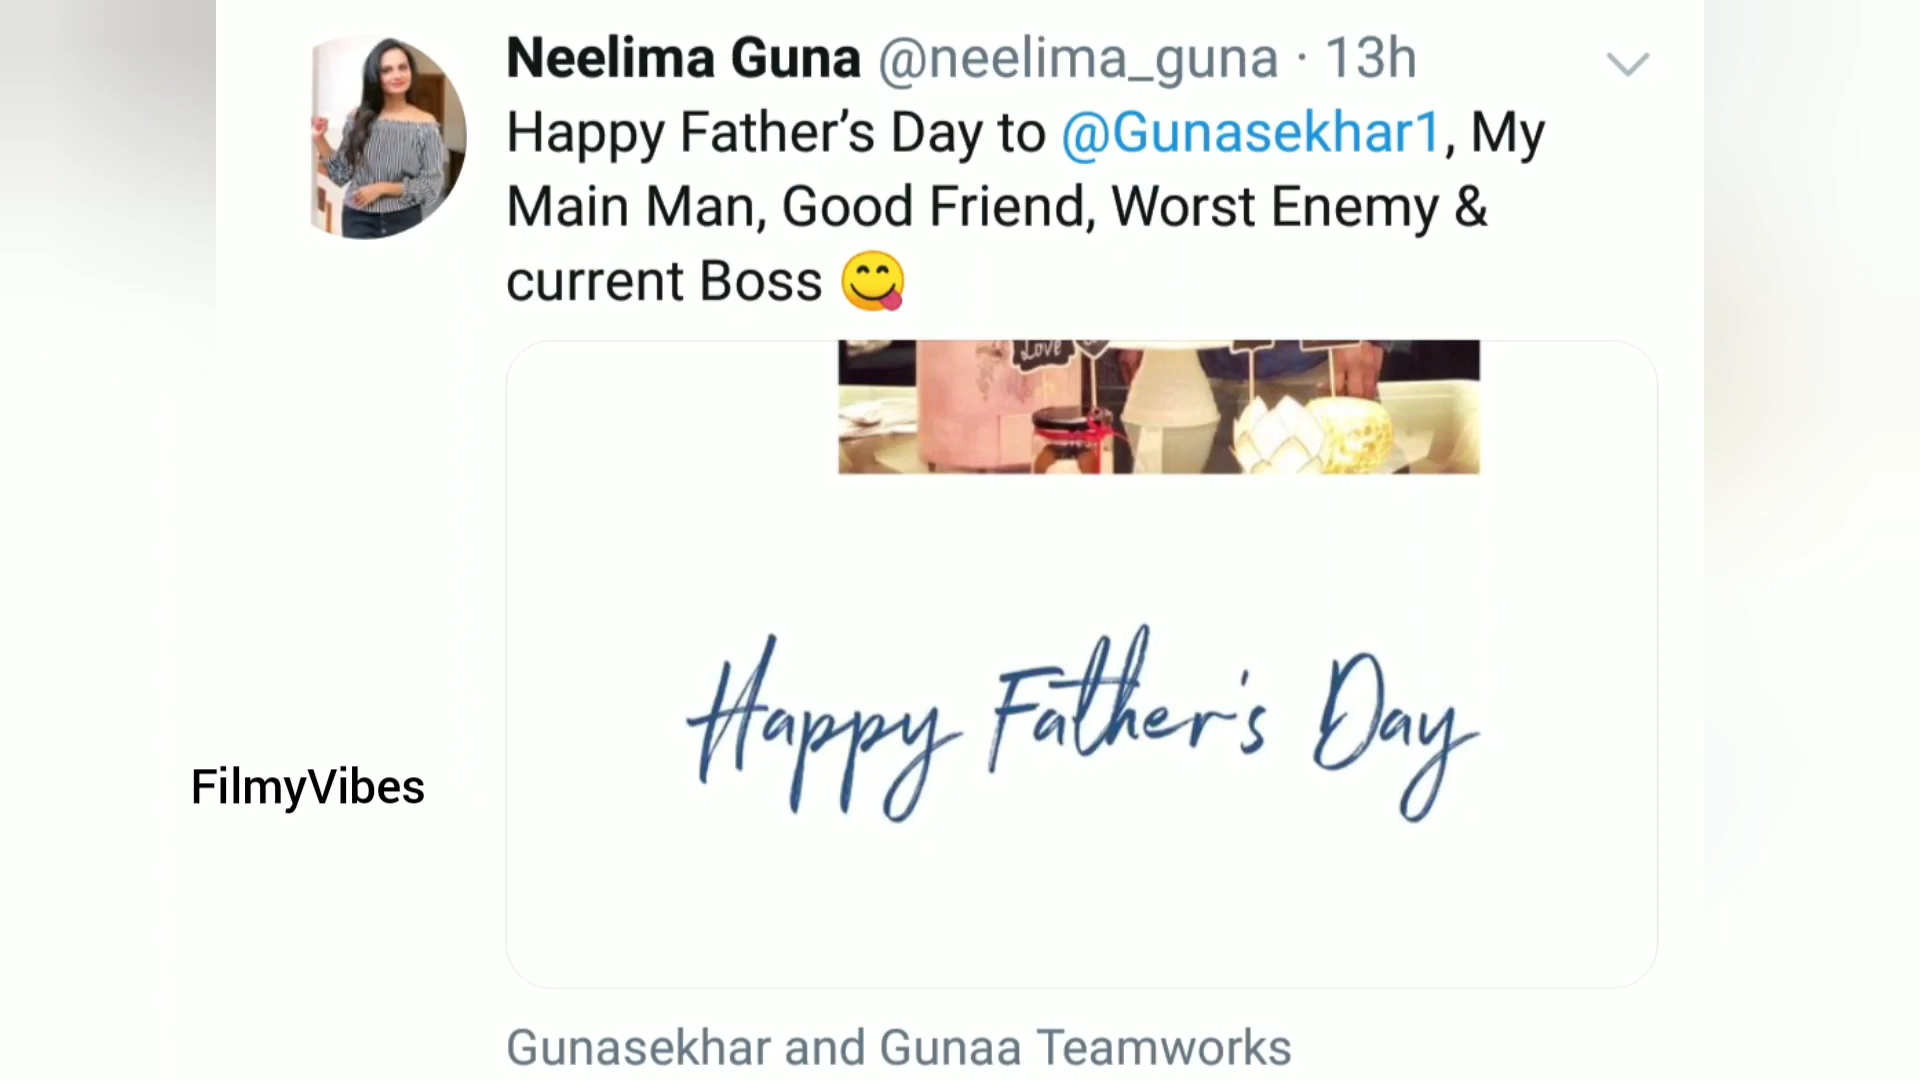 Neelima Guna @neelima_guna · 13h
Happy Father’s Day to @Gunasekhar1, My
Main Man, Good Friend, Worst Enemy &
current Boss 😋
Love
Happy Father's Day
FilmyVibes
Gunasekhar and Gunaa Teamworks